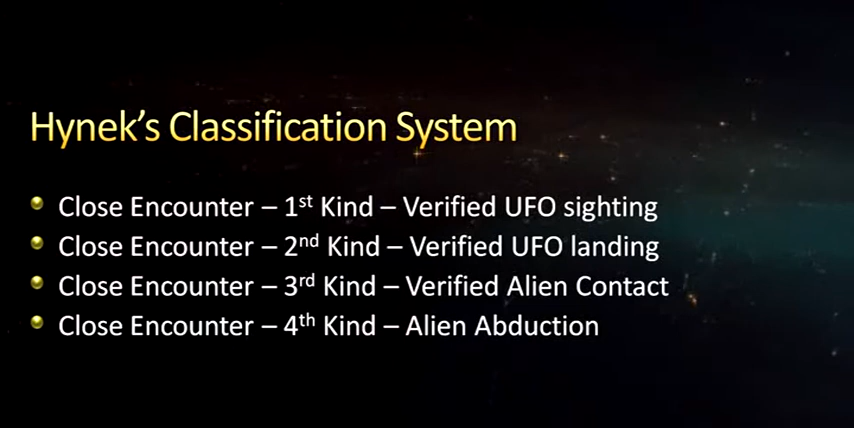 Hynek's Classification System
Close Encounter – 1st Kind – Verified UFO sighting
Close Encounter – 2nd Kind – Verified UFO landing
Close Encounter – 3rd Kind – Verified Alien Contact
Close Encounter – 4th Kind – Alien Abduction